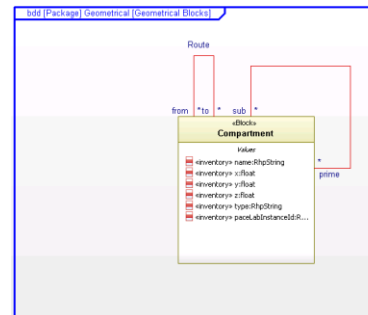 bdd [Package] Geometrical [Geometrical Blocks]
Route
from * to * sub *
«Block»
Compartment
Values
«inventory» name:RhpString
«inventory» x:float
«inventory» y:float
«inventory» z:float
«inventory» type:RhpString
«inventory» paceLabInstanceId:R...
*
prime